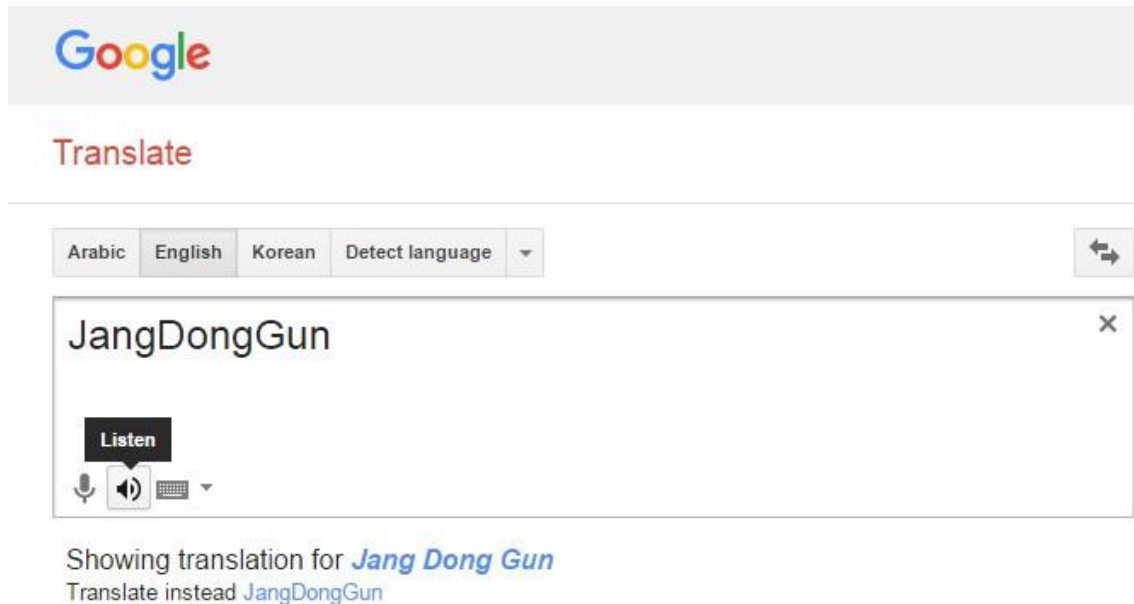 Google
Translate
Arabic English Korean Detect language
JangDongGun
Listen
Showing translation for Jang Dong Gun
Translate instead JangDongGun